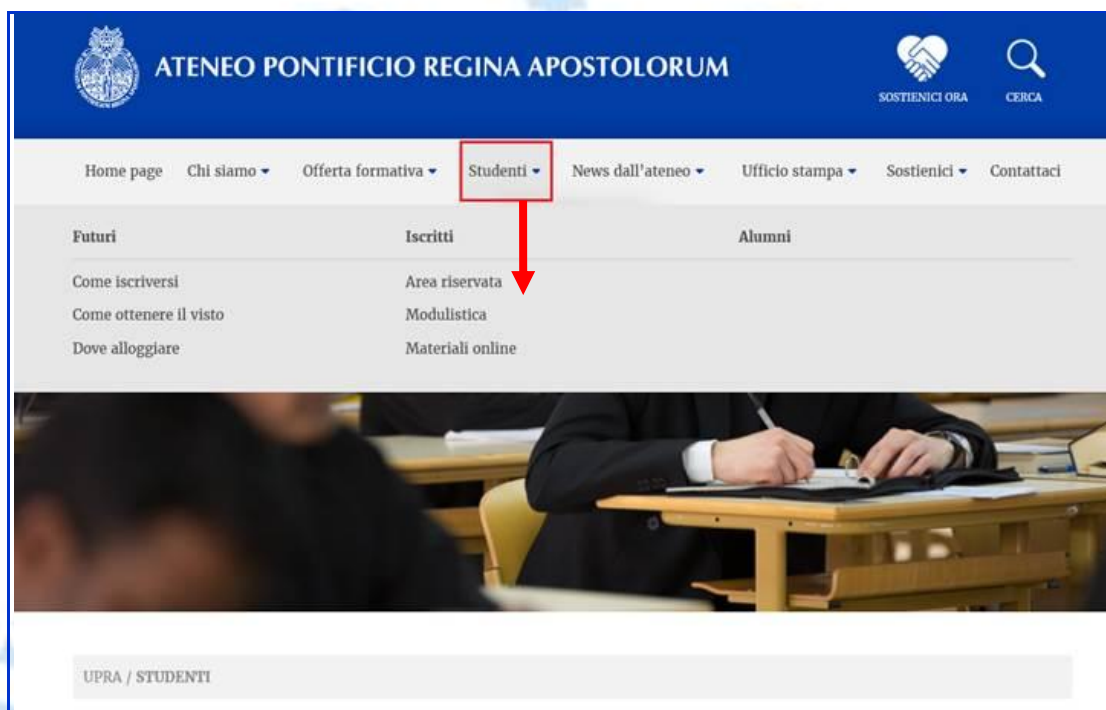 ATENEO PONTIFICIO REGINA APOSTOLORUM
SOSTIENICI ORA
CERCA
Home page Chi siamo Offerta formativa Studenti News dall'ateneo Ufficio stampa Sostienici Contattaci
Futuri Iscritti Alumni
Come iscriversi Area riservata
Come ottenere il visto Modulistica
Dove alloggiare Materiali online
UPRA / STUDENTI